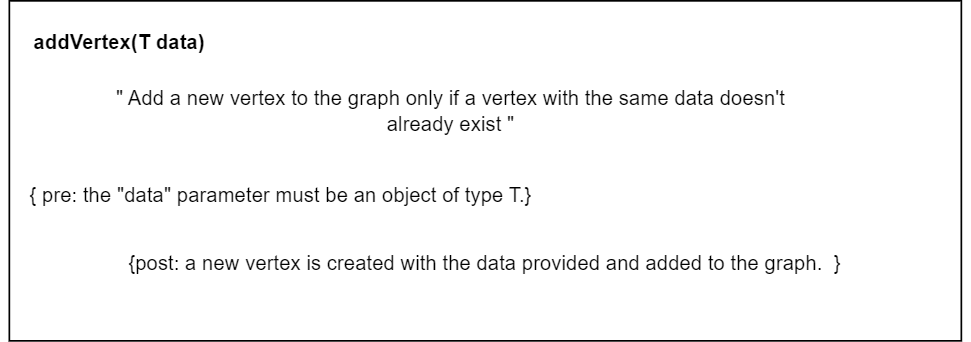 addVertex(T data)
" Add a new vertex to the graph only if a vertex with the same data doesn't
already exist "
{ pre: the "data" parameter must be an object of type T.}
{post: a new vertex is created with the data provided and added to the graph.  }